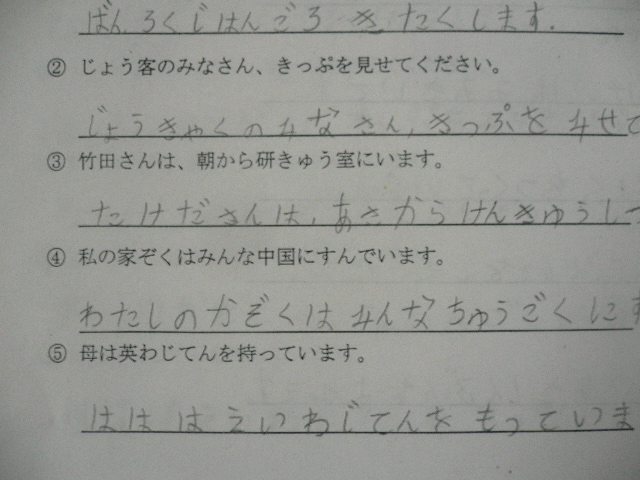 ばんろくじはんごろ きたくします.
② じょう客のみなさん、きっぷを見せてください。
じょうきゃくの みなさん, きっぷを みせて
③ 竹田さんは、朝から研きゅう室にいます。
たけださんは, あさから けんきゅうしつ
④ 私の家ぞくはみんな中国にすんでいます。
わたしのかぞくは みんな ちゅうごくにす
⑤ 母は英わじてんを持っています。
はは は えいわじてんを もっていま